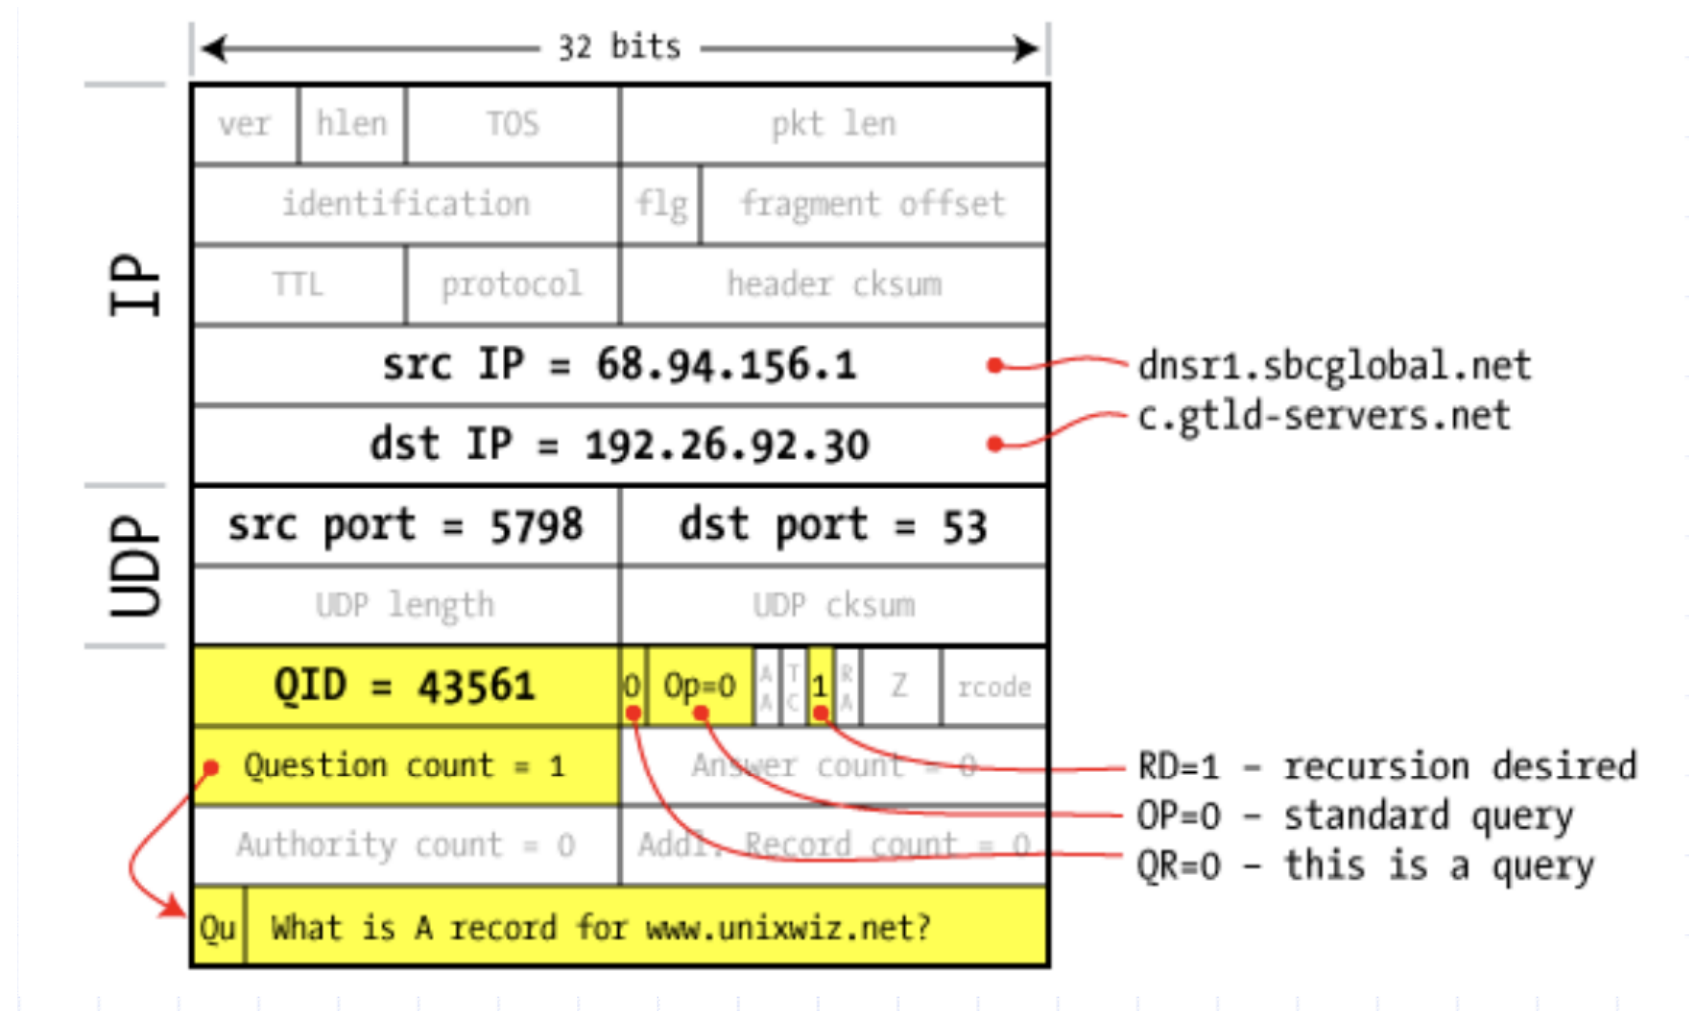 32 bits
IP
ver hlen TOS pkt len
identification flg fragment offset
TTL protocol header cksum
src IP = 68.94.156.1 dnsr1.sbcglobal.net
dst IP = 192.26.92.30 c.gtld-servers.net
UDP
src port = 5798 dst port = 53
UDP length UDP cksum
QID = 43561 0 Op=0 AA TC 1 RA Z rcode
Question count = 1 Answer count = 0 RD=1 – recursion desired
OP=0 – standard query
Authority count = 0 Addl. Record count = 0 QR=0 – this is a query
Qu What is A record for www.unixwiz.net?